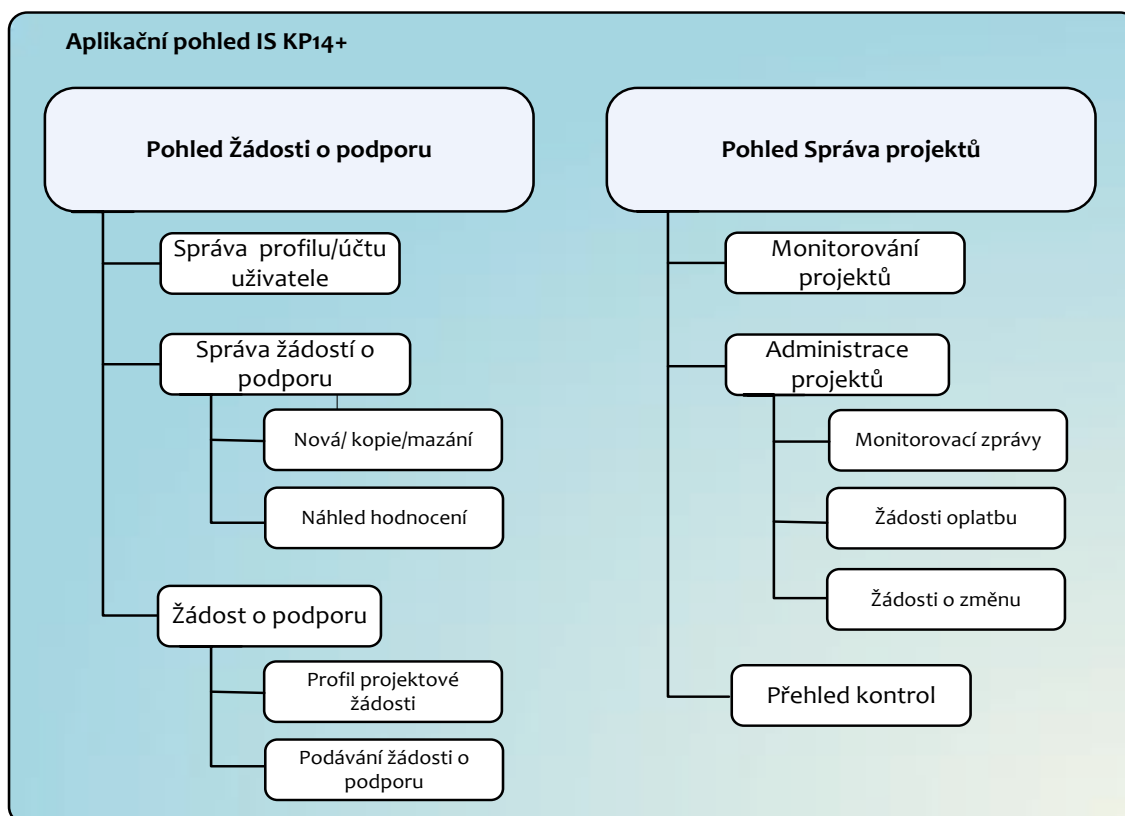 Aplikační pohled IS KP14+
Pohled Žádosti o podporu
Správa profilu/účtu
uživatele
Správa žádostí o
podporu
Nová/ kopie/mazání
Náhled hodnocení
Žádost o podporu
Profil projektové
žádosti
Podávání žádosti o
podporu
Pohled Správa projektů
Monitorování
projektů
Administrace
projektů
Monitorovací zprávy
Žádosti oplatbu
Žádosti o změnu
Přehled kontrol